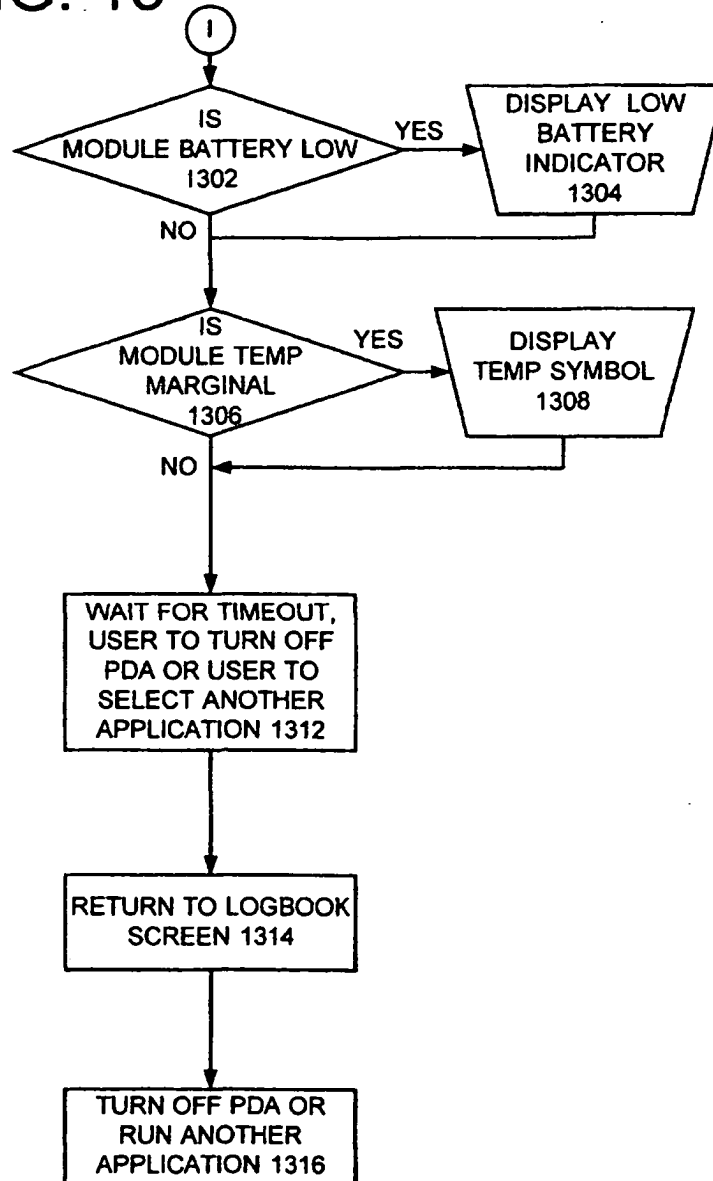 I
IS
MODULE BATTERY LOW
1302
YES
DISPLAY LOW
BATTERY
INDICATOR
1304
NO
IS
MODULE TEMP
MARGINAL
1306
YES
DISPLAY
TEMP SYMBOL
1308
NO
WAIT FOR TIMEOUT,
USER TO TURN OFF
PDA OR USER TO
SELECT ANOTHER
APPLICATION 1312
RETURN TO LOGBOOK
SCREEN 1314
TURN OFF PDA OR
RUN ANOTHER
APPLICATION 1316